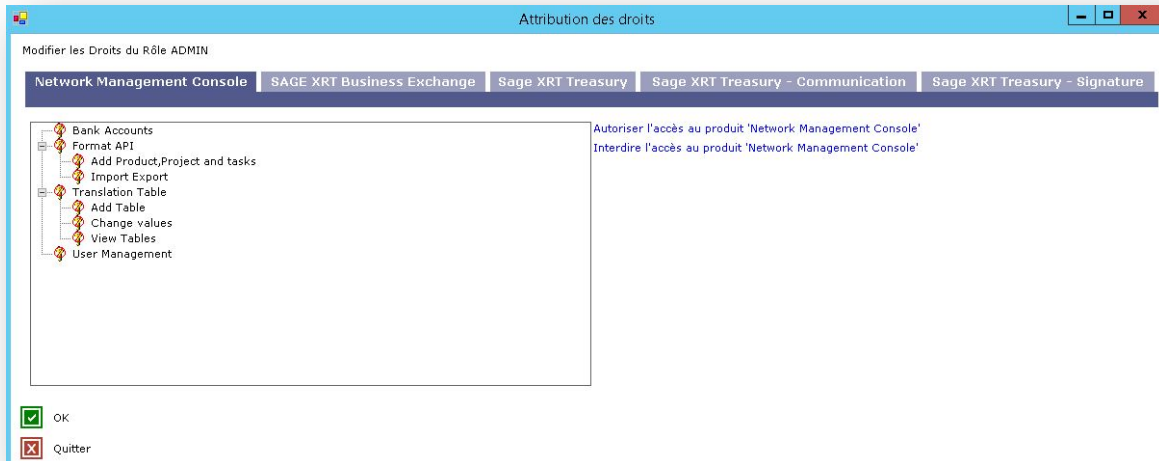 Attribution des droits
Modifier les Droits du Rôle ADMIN
Network Management Console SAGE XRT Business Exchange Sage XRT Treasury Sage XRT Treasury - Communication Sage XRT Treasury - Signature
Bank Accounts
Format API
Add Product,Project and tasks
Import Export
Translation Table
Add Table
Change values
View Tables
User Management
Autoriser l'accès au produit 'Network Management Console'
Interdire l'accès au produit 'Network Management Console'
OK
Quitter